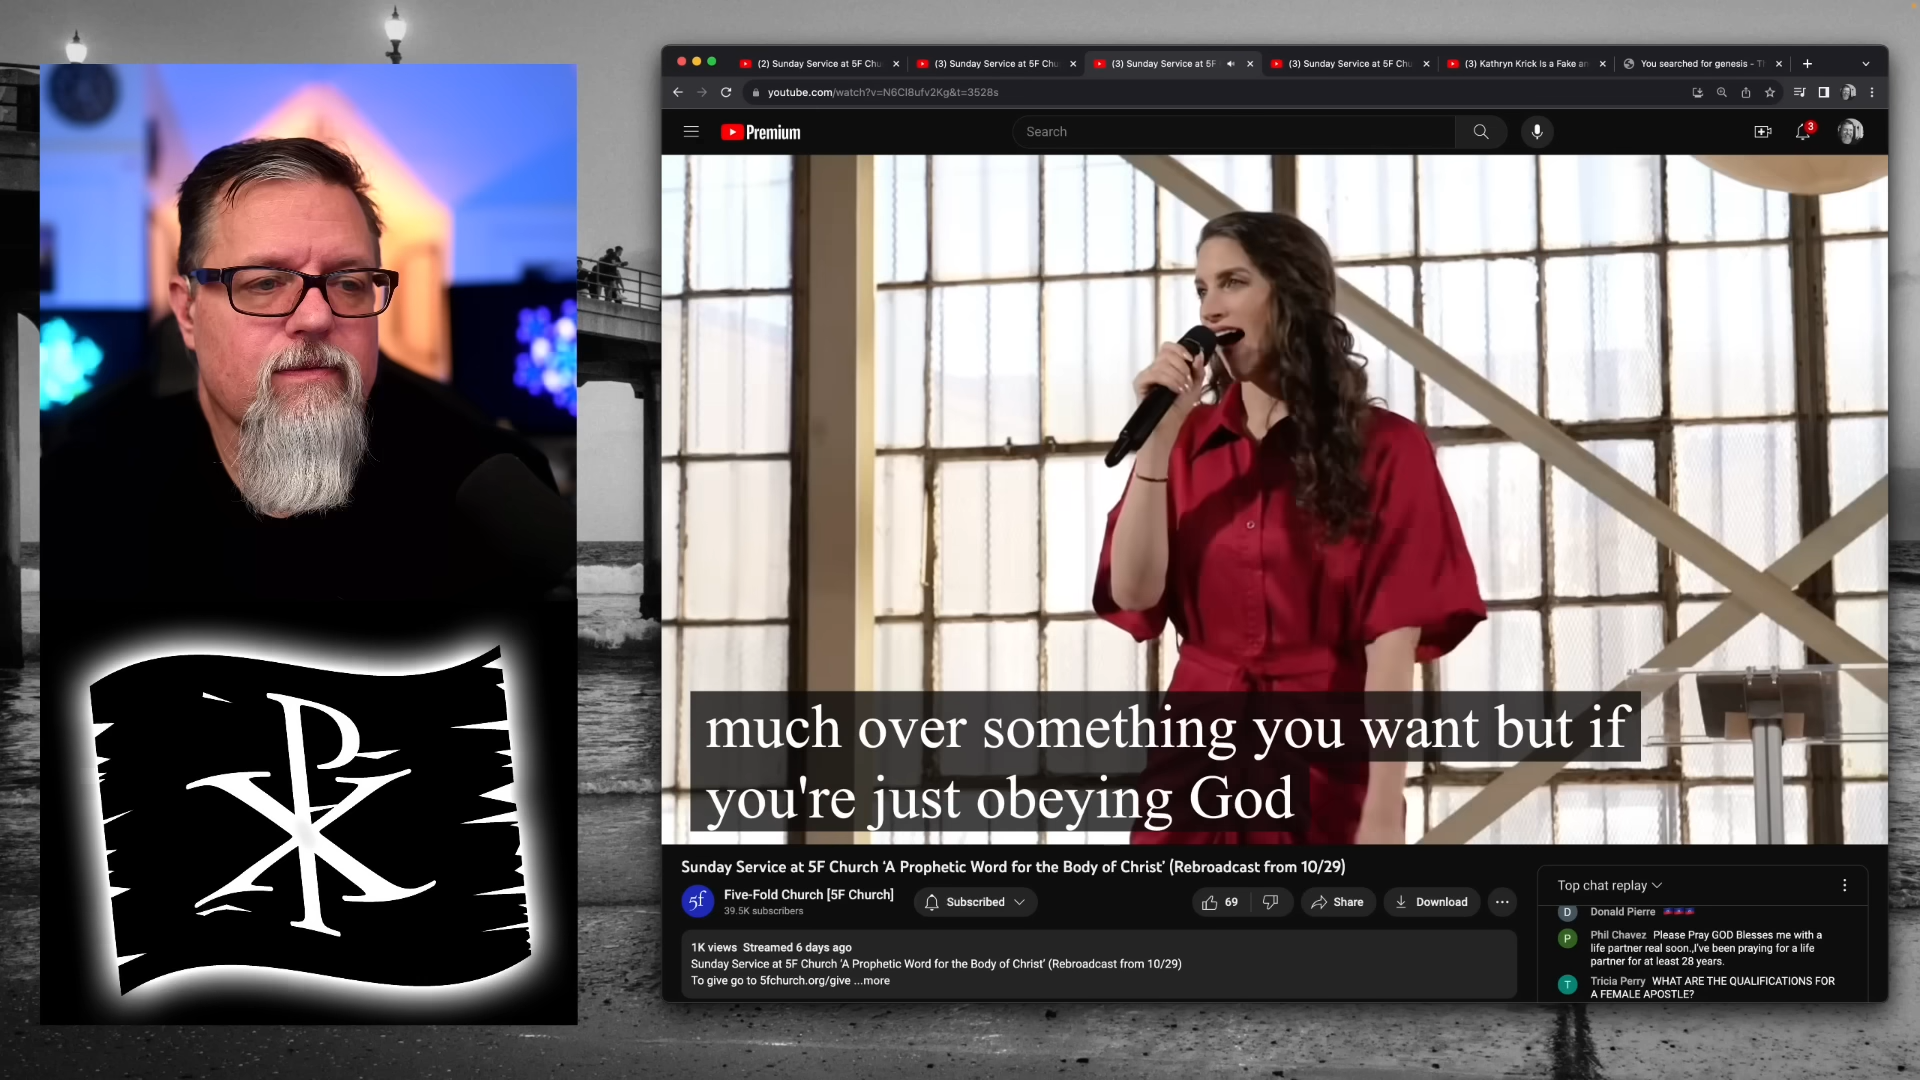 (2) Sunday Service at 5F Chu
(3) Sunday Service at 5F Chu
(3) Sunday Service at 5F
(3) Sunday Service at 5F Chu
(3) Kathryn Krick Is a Fake an
You searched for genesis - T
youtube.com/watch?v=N6Cl8ufv2Kg&t=3528s
Premium
Search
3
much over something you want but if
you're just obeying God
Sunday Service at 5F Church 'A Prophetic Word for the Body of Christ' (Rebroadcast from 10/29)
5f
Five-Fold Church [5F Church]
39.5K subscribers
Subscribed
69
Share
Download
1K views Streamed 6 days ago
Sunday Service at 5F Church 'A Prophetic Word for the Body of Christ' (Rebroadcast from 10/29)
To give go to 5fchurch.org/give ...more
Top chat replay
D Donald Pierre
P Phil Chavez Please Pray GOD Blesses me with a
life partner real soon.,I've been praying for a life
partner for at least 28 years.
T Tricia Perry WHAT ARE THE QUALIFICATIONS FOR
A FEMALE APOSTLE?